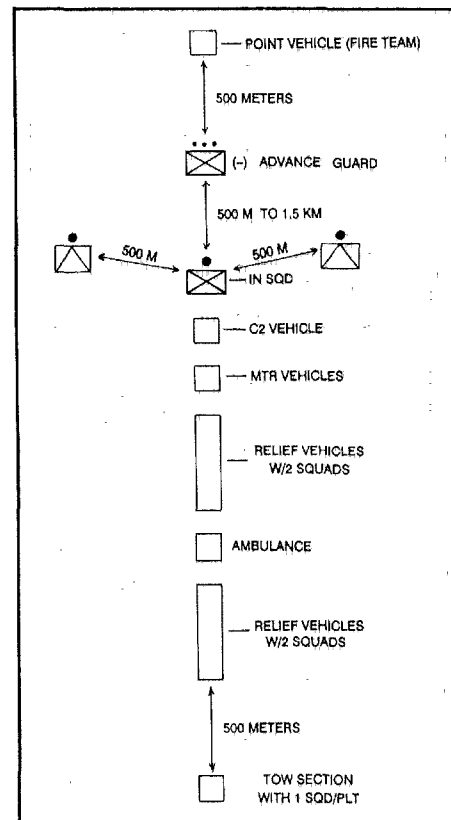 POINT VEHICLE (FIRE TEAM)
500 METERS
(-) ADVANCE GUARD
500 M TO 1.5 KM
500 M
500 M
IN SQD
C2 VEHICLE
MTR VEHICLES
RELIEF VEHICLES
W/2 SQUADS
AMBULANCE
RELIEF VEHICLES
W/2 SQUADS
500 METERS
TOW SECTION
WITH 1 SQD/PLT